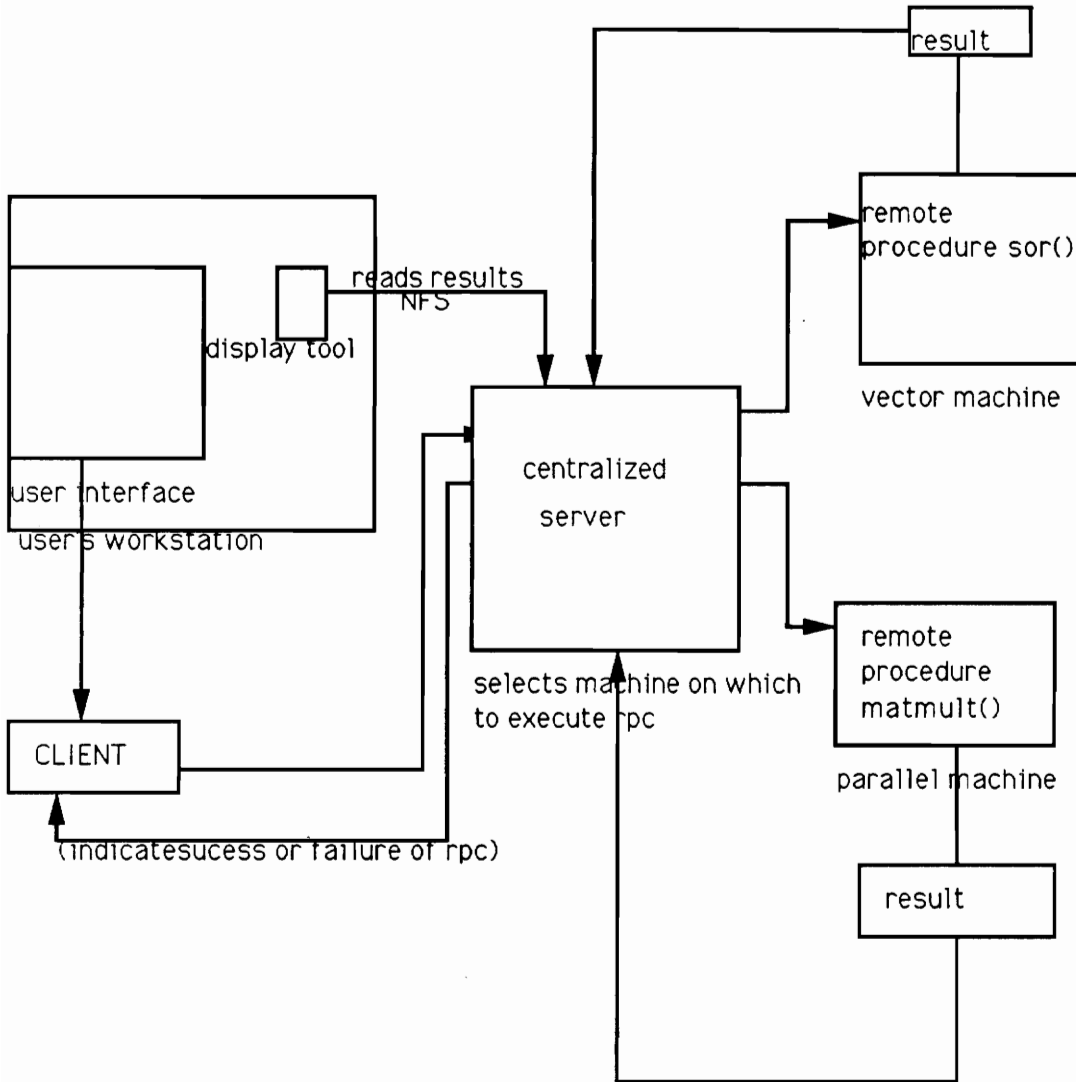 result
remote
procedure sor()
vector machine
reads results
NFS
display tool
user interface
user's workstation
centralized
server
selects machine on which
to execute rpc
remote
procedure
matmult()
parallel machine
CLIENT
(indicatesucess or failure of rpc)
result